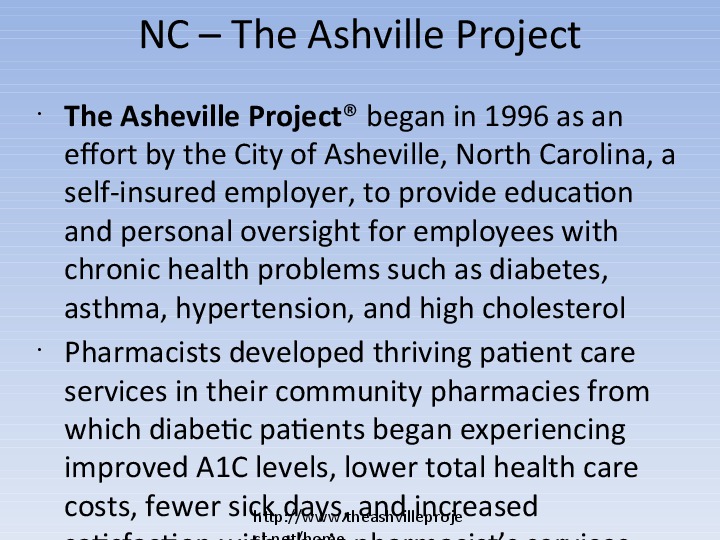 NC – The Ashville Project
· The Asheville Project® began in 1996 as an
effort by the City of Asheville, North Carolina, a
self-insured employer, to provide education
and personal oversight for employees with
chronic health problems such as diabetes,
asthma, hypertension, and high cholesterol
· Pharmacists developed thriving patient care
services in their community pharmacies from
which diabetic patients began experiencing
improved A1C levels, lower total health care
costs, fewer sick days, and increased
http://www.theashvilleproje
ct.net/home
satisfaction with pharmacist's services